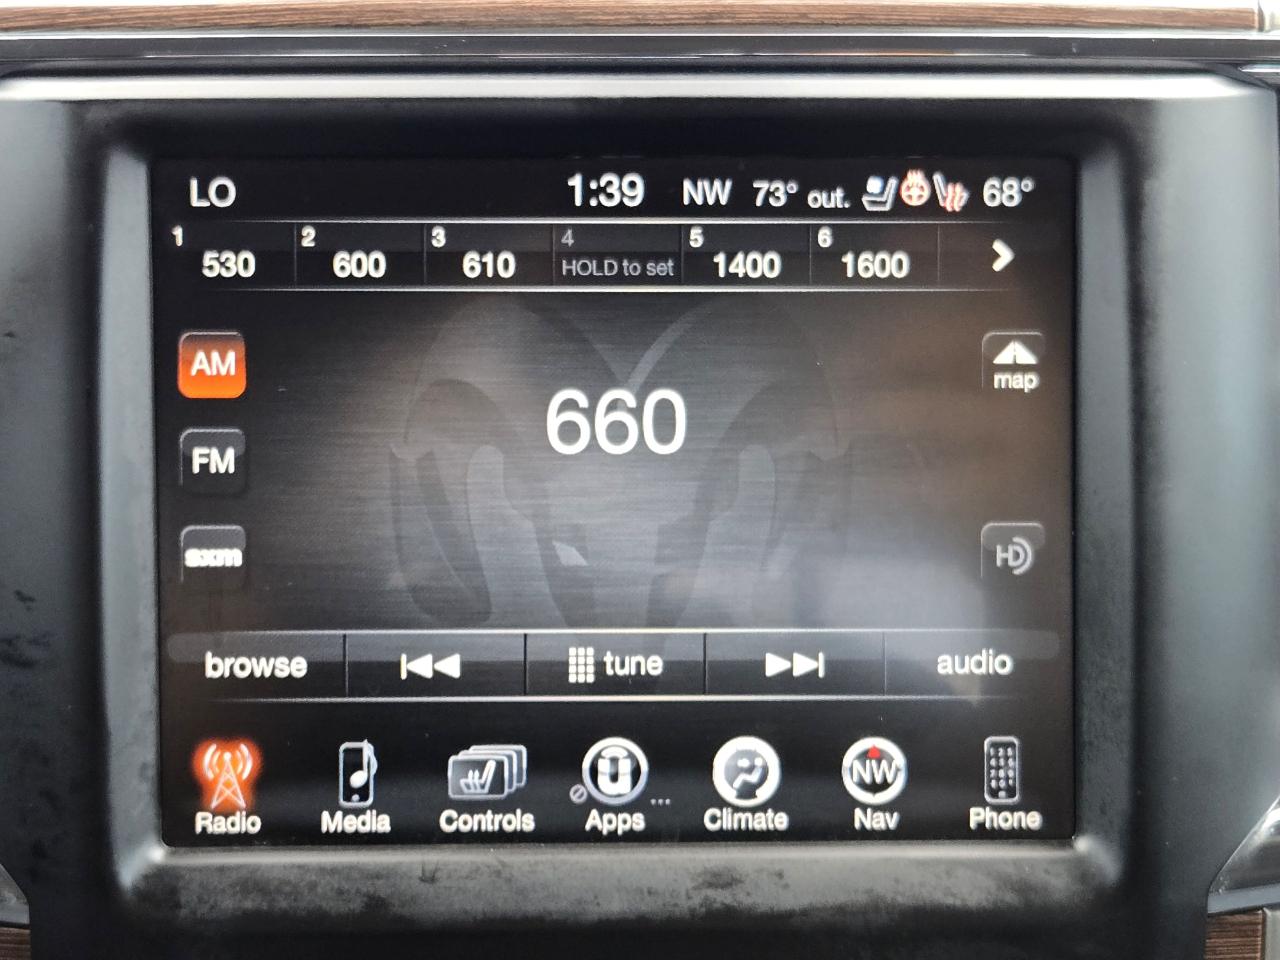 LO 1:39 NW 73° out. 68°
1 530 2 600 3 610 4 HOLD to set 5 1400 6 1600
AM
map
660
FM
sxm
HD
browse tune audio
NW
Radio Media Controls Apps ... Climate Nav Phone